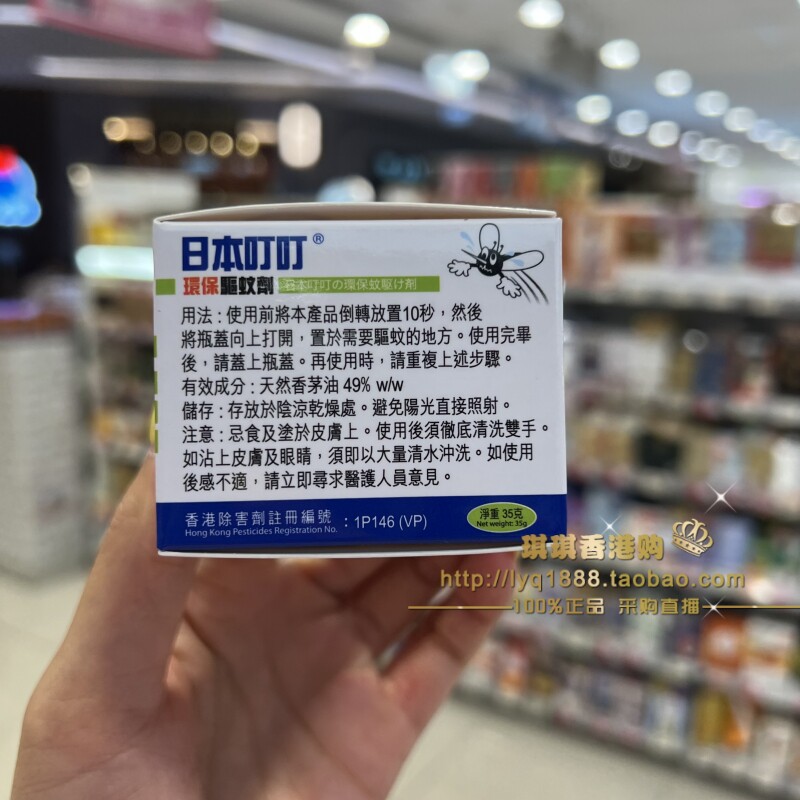 日本叮叮®
環保驅蚊劑 日本叮叮の環保蚊駆け剤
用法：使用前將本產品倒轉放置10秒，然後
將瓶蓋向上打開，置於需要驅蚊的地方。使用完畢
後，請蓋上瓶蓋。再使用時，請重複上述步驟。
有效成分：天然香茅油 49% w/w
儲存：存放於陰涼乾燥處。避免陽光直接照射。
注意：忌食及塗於皮膚上。使用後須徹底清洗雙手。
如沾上皮膚及眼睛，須即以大量清水沖洗。如使用
後感不適，請立即尋求醫護人員意見。
香港除害劑註冊編號：1P146 (VP)
Hong Kong Pesticides Registration No.
淨重 35克
Net weight: 35g
琪琪香港购
http://lyq1888.taobao.com
100%正品 采购直播